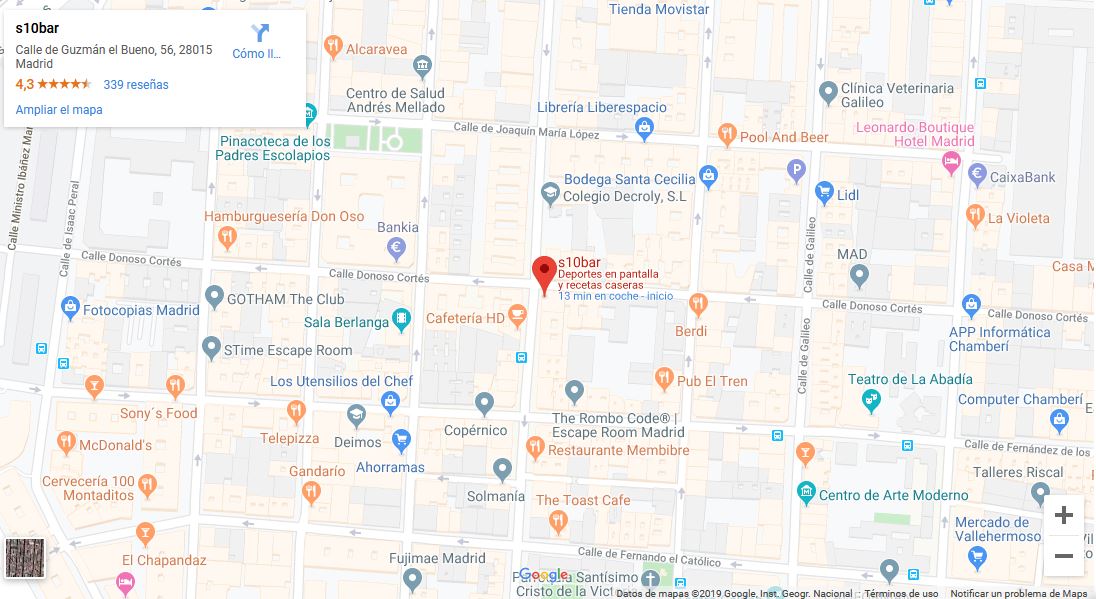 s10bar
Calle de Guzmán el Bueno, 56, 28015
Madrid
Cómo ll...
4,3
339 reseñas
Ampliar el mapa
Tienda Movistar
Alcaravea
Centro de Salud
Andrés Mellado
Clínica Veterinaria
Galileo
Librería Liberespacio
Calle de Joaquín María López
Pool And Beer
Leonardo Boutique
Hotel Madrid
Pinacoteca de los
Padres Escolapios
P
CaixaBank
Bodega Santa Cecilia
Colegio Decroly, S.L
Lidl
La Violeta
Calle Ministro Ibáñez Mar
Calle de Isaac Peral
Hamburguesería Don Oso
Bankia
Calle de Galileo
MAD
Casa M
Calle Donoso Cortés
Calle Donoso Cortés
s10bar
Deportes en pantalla
y recetas caseras
13 min en coche - inicio
GOTHAM The Club
Fotocopias Madrid
Sala Berlanga
Cafetería HD
Berdi
Calle Donoso Cortés
Calle Donoso Cortés
APP Informática
Chamberí
STime Escape Room
Calle de Galileo
Los Utensilios del Chef
Pub El Tren
Teatro de La Abadía
Computer Chamberí
Sony´s Food
Telepizza
Deimos
Copérnico
The Rombo Code® |
Escape Room Madrid
E
McDonald's
Ahorramas
Restaurante Membibre
Calle de Fernández de los
Cervecería 100
Montaditos
Gandarío
Solmanía
Talleres Riscal
The Toast Cafe
Centro de Arte Moderno
Mercado de
Vallehermoso
El Chapandaz
Fujimae Madrid
Calle de Fernando el Católico
Google
Parroquia Santísimo
Cristo de la Vict
Datos de mapas ©2019 Google, Inst. Geogr. Nacional
Términos de uso
Notificar un problema de Maps